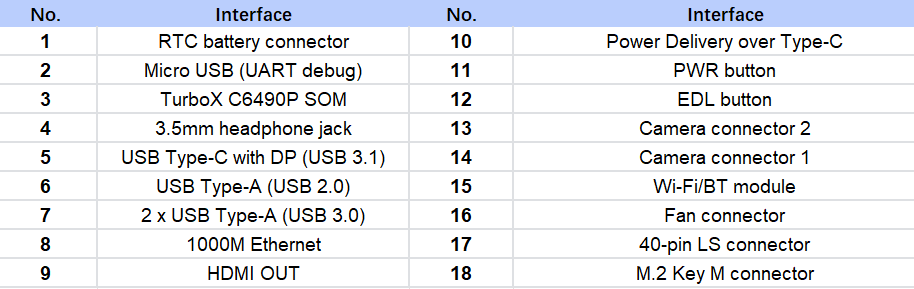 No. Interface No. Interface
1 RTC battery connector 10 Power Delivery over Type-C
2 Micro USB (UART debug) 11 PWR button
3 TurboX C6490P SOM 12 EDL button
4 3.5mm headphone jack 13 Camera connector 2
5 USB Type-C with DP (USB 3.1) 14 Camera connector 1
6 USB Type-A (USB 2.0) 15 Wi-Fi/BT module
7 2 x USB Type-A (USB 3.0) 16 Fan connector
8 1000M Ethernet 17 40-pin LS connector
9 HDMI OUT 18 M.2 Key M connector